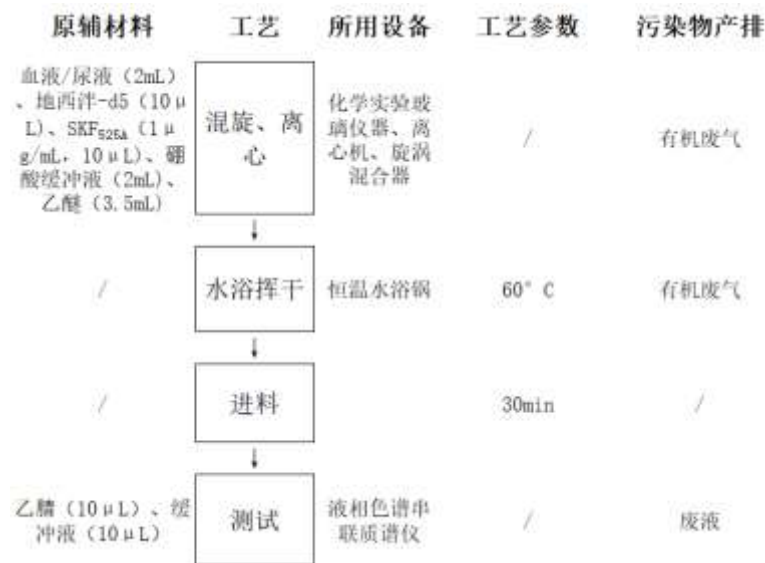 原辅材料 工艺 所用设备 工艺参数 污染物产排
血液/尿液（2mL）
、地西泮-d5（10μ
L）、SKF525A（1μ
g/mL，10μL）、硼
酸缓冲液（2mL）、
乙醚（3.5mL）
混旋、离
心
化学实验玻
璃仪器、离
心机、旋涡
混合器
/
有机废气
↓
/
水浴挥干
恒温水浴锅
60° C
有机废气
↓
/
进料
30min
/
↓
乙腈（10μL）、缓
冲液（10μL）
测试
液相色谱串
联质谱仪
/
废液